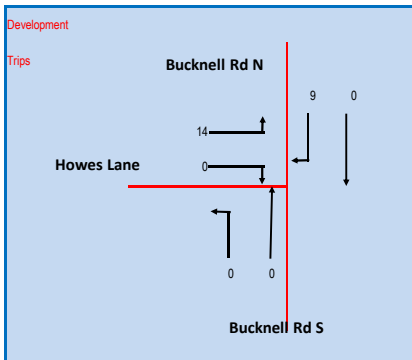 Development
Trips
Bucknell Rd N
9 0
14
0
Howes Lane
0 0
Bucknell Rd S